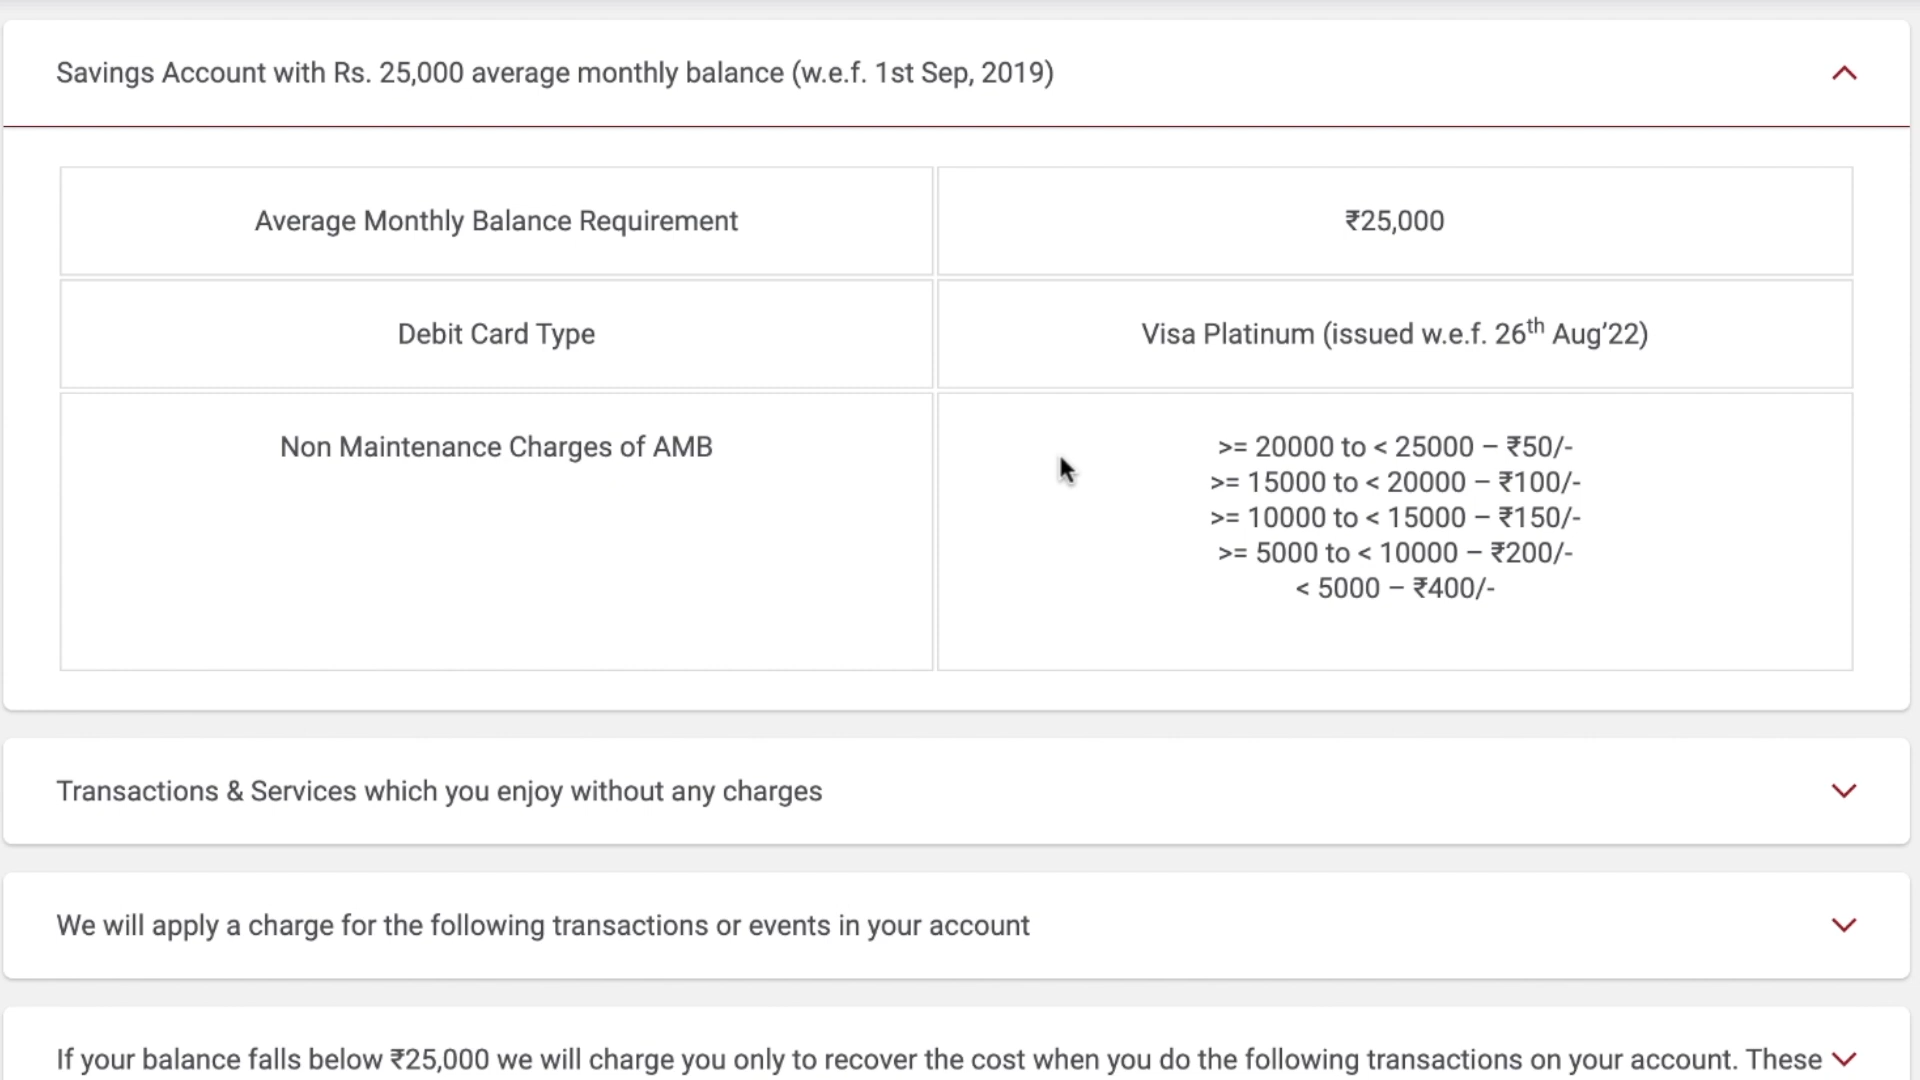 Savings Account with Rs. 25,000 average monthly balance (w.e.f. 1st Sep, 2019)
Average Monthly Balance Requirement
₹25,000
Debit Card Type
Visa Platinum (issued w.e.f. 26th Aug’22)
Non Maintenance Charges of AMB
>= 20000 to < 25000 – ₹50/-
>= 15000 to < 20000 – ₹100/-
>= 10000 to < 15000 – ₹150/-
>= 5000 to < 10000 – ₹200/-
< 5000 – ₹400/-
Transactions & Services which you enjoy without any charges
We will apply a charge for the following transactions or events in your account
If your balance falls below ₹25,000 we will charge you only to recover the cost when you do the following transactions on your account. These